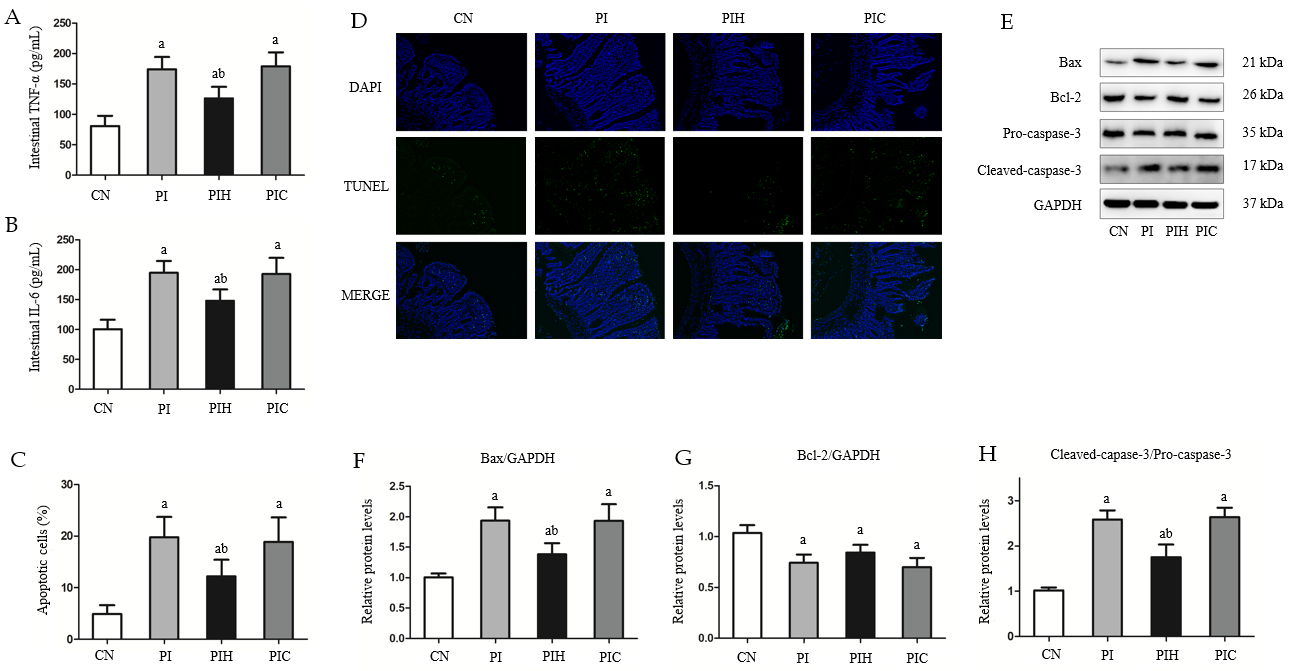 A
Intestinal TNF-α (pg/mL)
250
200
150
100
50
0
a
ab
a
CN PI PIH PIC
B
Intestinal IL-6 (pg/mL)
250
200
150
100
50
0
a
ab
a
CN PI PIH PIC
C
Apoptotic cells (%)
30
20
10
0
a
ab
a
CN PI PIH PIC
D
CN PI PIH PIC
DAPI
TUNEL
MERGE
E
Bax 21 kDa
Bcl-2 26 kDa
Pro-caspase-3 35 kDa
Cleaved-caspase-3 17 kDa
GAPDH 37 kDa
CN PI PIH PIC
F
Bax/GAPDH
Relative protein levels
2.5
2.0
1.5
1.0
0.5
0.0
a
ab
a
CN PI PIH PIC
G
Bcl-2/GAPDH
Relative protein levels
1.5
1.0
0.5
0.0
a
a
a
CN PI PIH PIC
H
Cleaved-capase-3/Pro-caspase-3
Relative protein levels
3
2
1
0
a
ab
a
CN PI PIH PIC